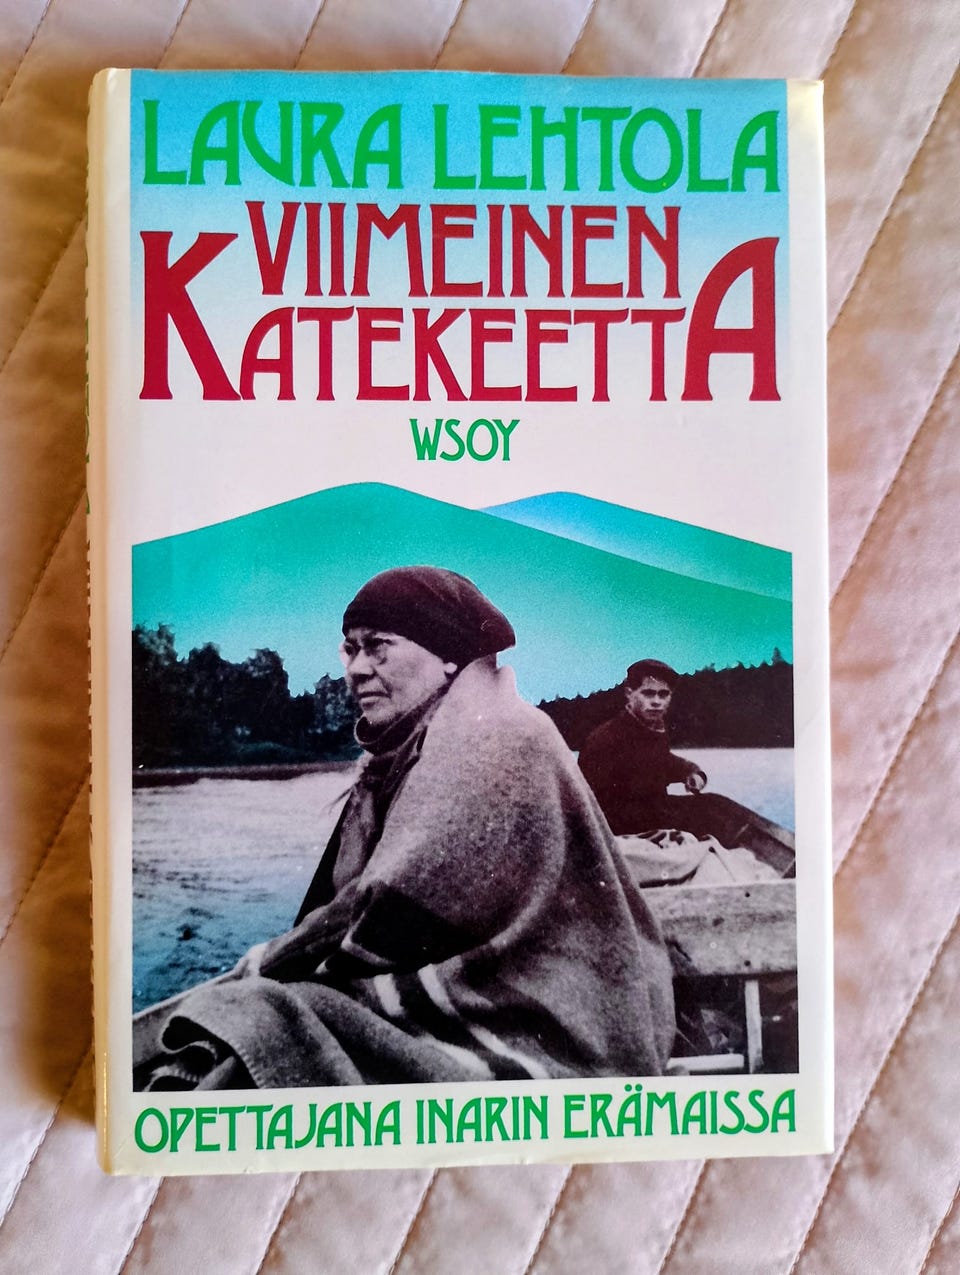 LAURA LEHTOLA
VIIMEINEN
KATEKEETTA
WSOY
OPETTAJANA INARIN ERÄMAISSA